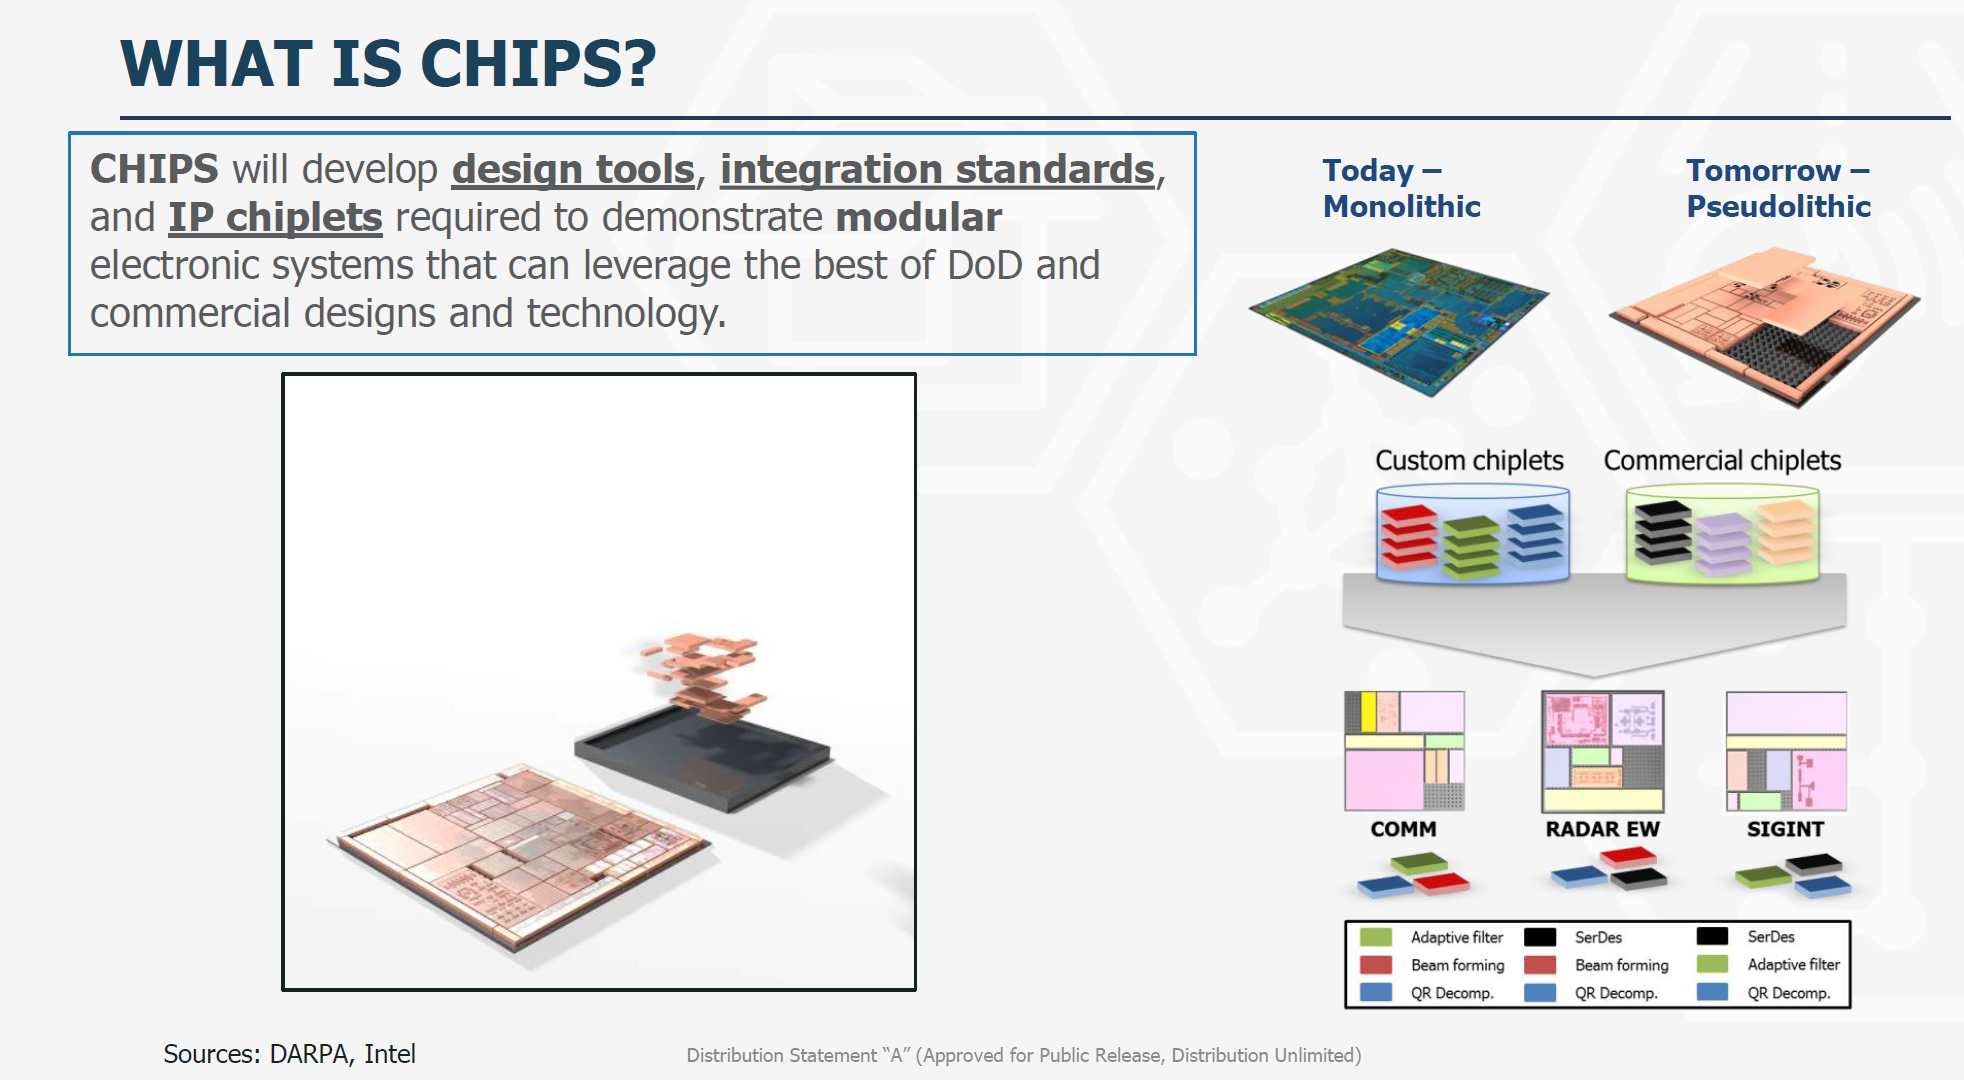 WHAT IS CHIPS?
CHIPS will develop design tools, integration standards,
and IP chiplets required to demonstrate modular
electronic systems that can leverage the best of DoD and
commercial designs and technology.
Today –
Monolithic
Tomorrow –
Pseudolithic
Custom chiplets
Commercial chiplets
COMM
RADAR EW
SIGINT
Adaptive filter
Beam forming
QR Decomp.
SerDes
Beam forming
QR Decomp.
SerDes
Adaptive filter
QR Decomp.
Sources: DARPA, Intel
Distribution Statement “A” (Approved for Public Release, Distribution Unlimited)